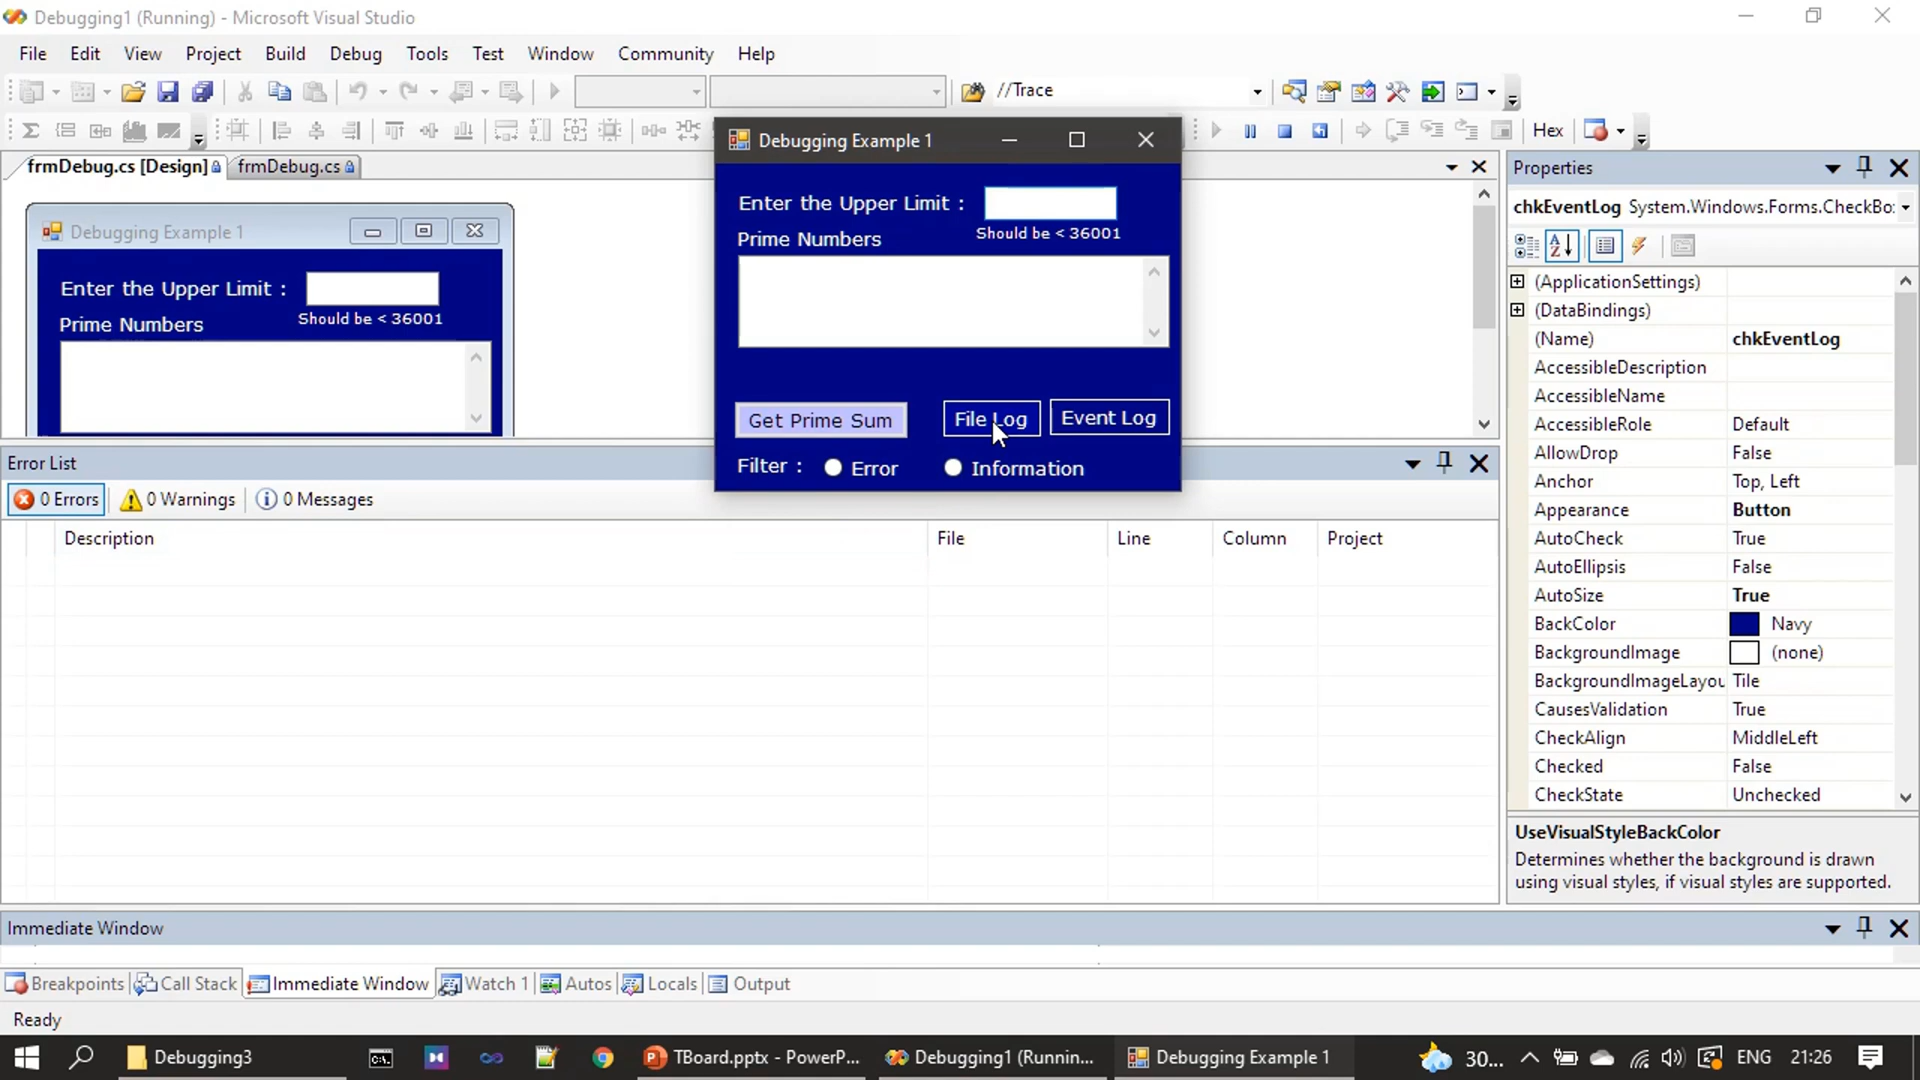 Debugging1 (Running) - Microsoft Visual Studio
File Edit View Project Build Debug Tools Test Window Community Help
//Trace
Hex
frmDebug.cs [Design] frmDebug.cs
Debugging Example 1
Enter the Upper Limit :
Should be < 36001
Prime Numbers
Debugging Example 1
Enter the Upper Limit :
Should be < 36001
Prime Numbers
Get Prime Sum File Log Event Log
Filter : Error Information
Error List
0 Errors 0 Warnings 0 Messages
Description File Line Column Project
Properties
chkEventLog System.Windows.Forms.CheckBo
(ApplicationSettings)
(DataBindings)
(Name) chkEventLog
AccessibleDescription
AccessibleName
AccessibleRole Default
AllowDrop False
Anchor Top, Left
Appearance Button
AutoCheck True
AutoEllipsis False
AutoSize True
BackColor Navy
BackgroundImage (none)
BackgroundImageLayou Tile
CausesValidation True
CheckAlign MiddleLeft
Checked False
CheckState Unchecked
UseVisualStyleBackColor
Determines whether the background is drawn
using visual styles, if visual styles are supported.
Immediate Window
Breakpoints Call Stack Immediate Window Watch 1 Autos Locals Output
Ready
Debugging3 TBoard.pptx - PowerP... Debugging1 (Runnin... Debugging Example 1 30... ENG 21:26